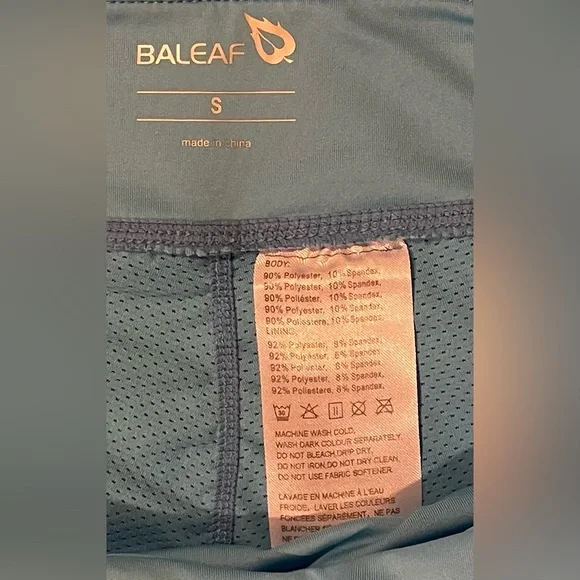 BALEAF
S
made in china
BODY:
90% Polyester, 10% Spandex,
90% Polyester, 10% Spandex,
90% Poliéster, 10% Spandex,
90% Polyester, 10% Spandex,
90% Poliestere, 10% Spandex,
LINING:
92% Polyester, 8% Spandex,
92% Polyester, 8% Spandex,
92% Poliéster, 8% Spandex,
92% Polyester, 8% Spandex,
92% Poliestere, 8% Spandex,
30
MACHINE WASH COLD,
WASH DARK COLOUR SEPARATELY,
DO NOT BLEACH,DRIP DRY,
DO NOT IRON,DO NOT DRY CLEAN,
DO NOT USE FABRIC SOFTENER.
LAVAGE EN MACHINE À L'EAU
FROIDE, LAVER LES COULEURS
FONCÉES SÉPARÉMENT, NE PAS